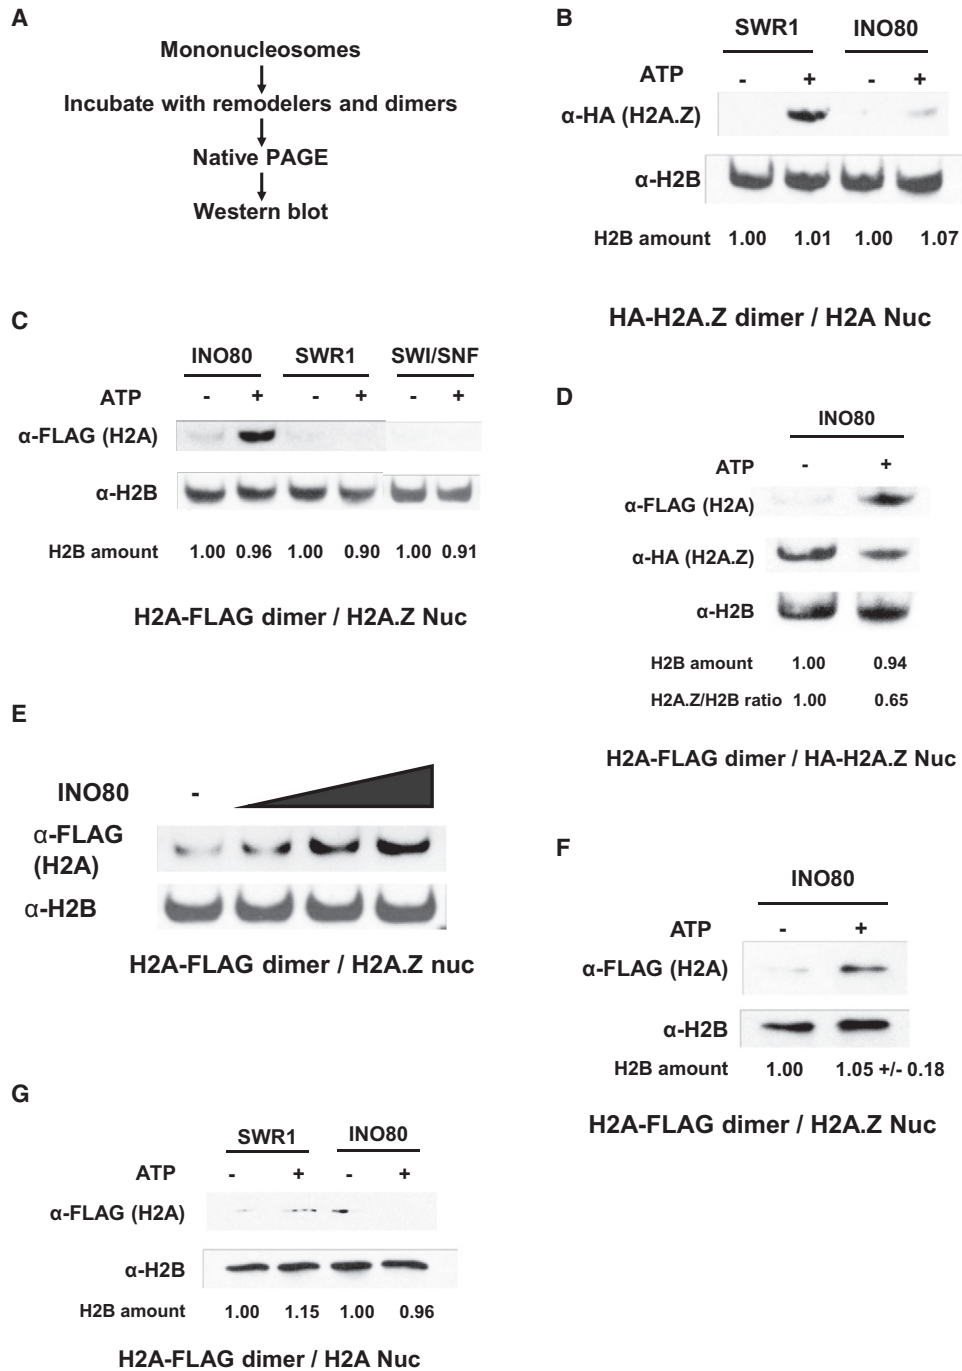 A
Mononucleosomes
Incubate with remodelers and dimers
Native PAGE
Western blot
B
SWR1 INO80
ATP - + - +
α-HA (H2A.Z)
α-H2B
H2B amount 1.00 1.01 1.00 1.07
HA-H2A.Z dimer / H2A Nuc
C
INO80 SWR1 SWI/SNF
ATP - + - + - +
α-FLAG (H2A)
α-H2B
H2B amount 1.00 0.96 1.00 0.90 1.00 0.91
H2A-FLAG dimer / H2A.Z Nuc
D
INO80
ATP - +
α-FLAG (H2A)
α-HA (H2A.Z)
α-H2B
H2B amount 1.00 0.94
H2A.Z/H2B ratio 1.00 0.65
H2A-FLAG dimer / HA-H2A.Z Nuc
E
INO80 -
α-FLAG
(H2A)
α-H2B
H2A-FLAG dimer / H2A.Z nuc
F
INO80
ATP - +
α-FLAG (H2A)
α-H2B
H2B amount 1.00 1.05 +/- 0.18
H2A-FLAG dimer / H2A.Z Nuc
G
SWR1 INO80
ATP - + - +
α-FLAG (H2A)
α-H2B
H2B amount 1.00 1.15 1.00 0.96
H2A-FLAG dimer / H2A Nuc